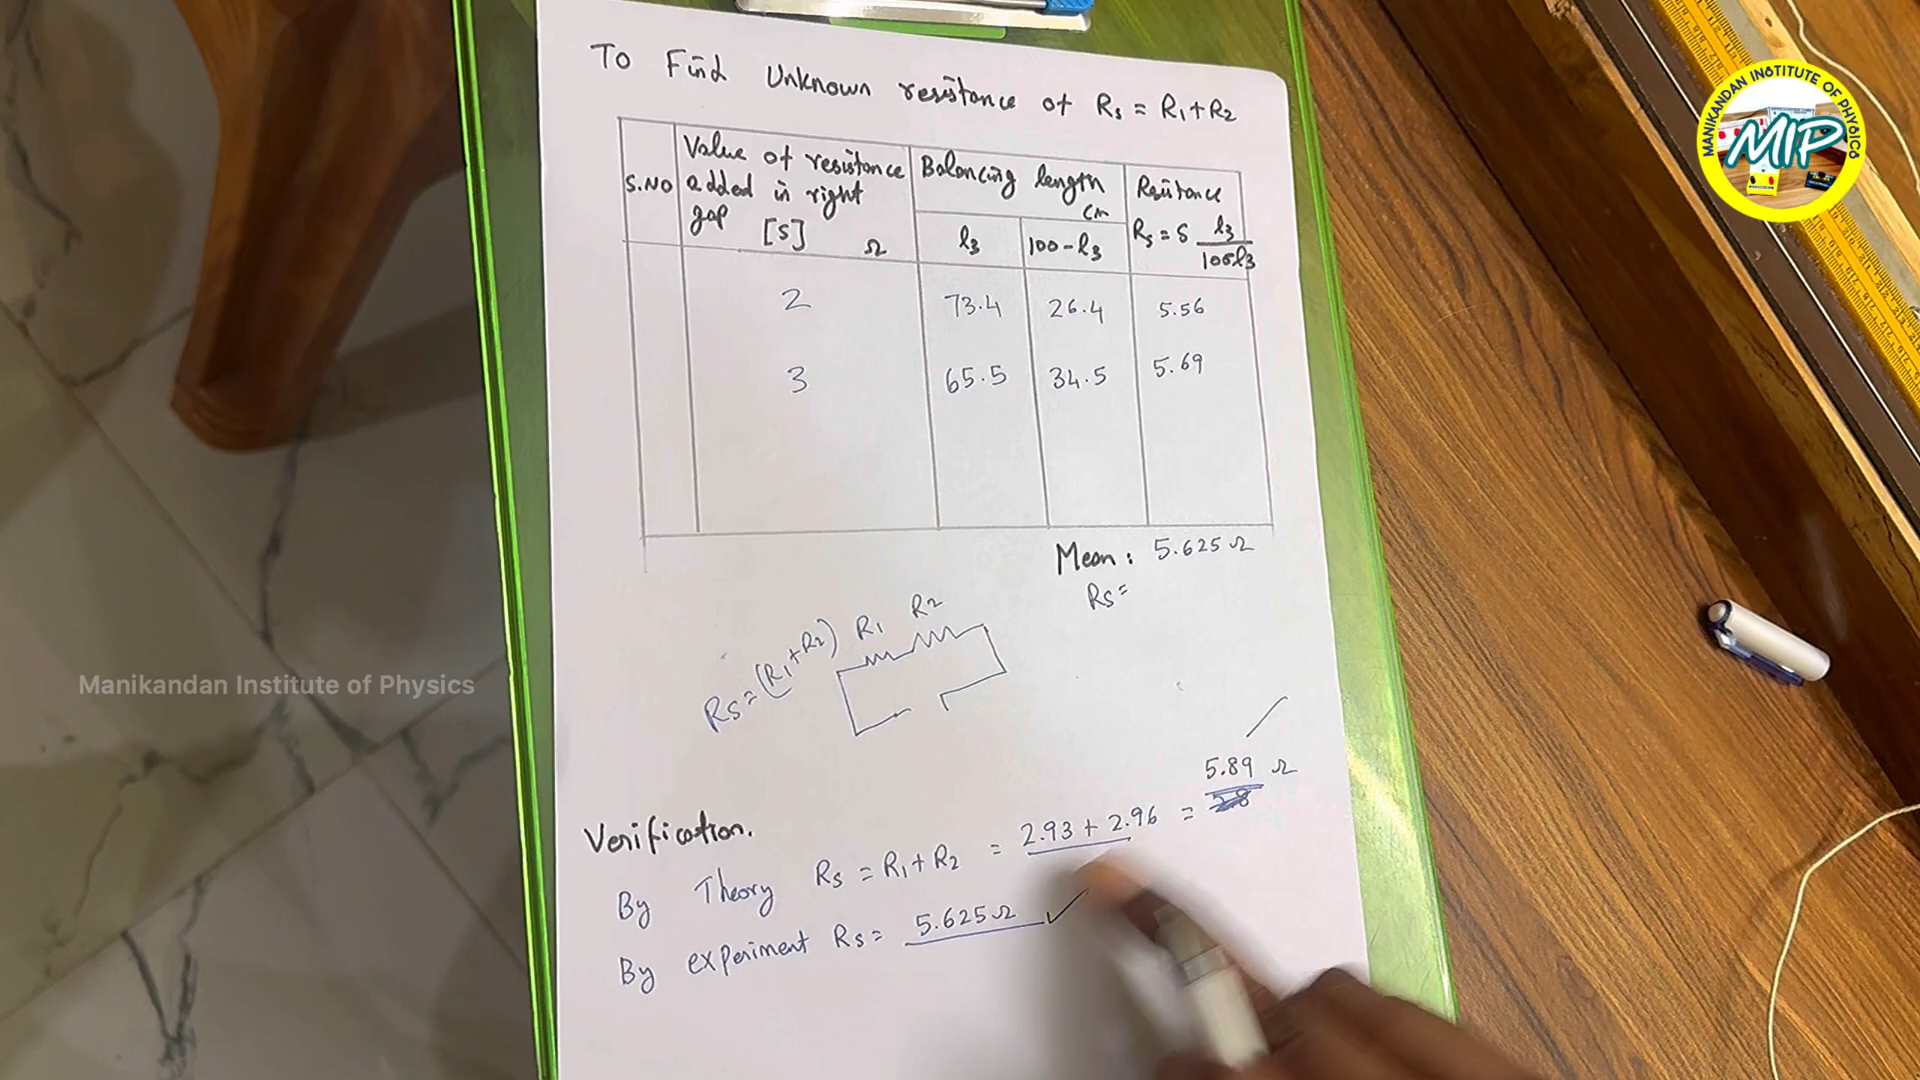 To Find Unknown resistance of Rs = R1+R2
S.No
Value of resistance added in right gap [S] Ω
Balancing length cm
Resistance
l3
100-l3
Rs = S l3/100-l3
2 73.4 26.4 5.56
3 65.5 34.5 5.69
Mean: 5.625 Ω
Rs =
Rs = (R1+R2)
R1 R2
Verification.
By Theory Rs = R1+R2 = 2.93 + 2.96 = 5.89 Ω
By experiment Rs = 5.625Ω
Manikandan Institute of Physics
MANIKANDAN INSTITUTE OF PHYSICS
MIP